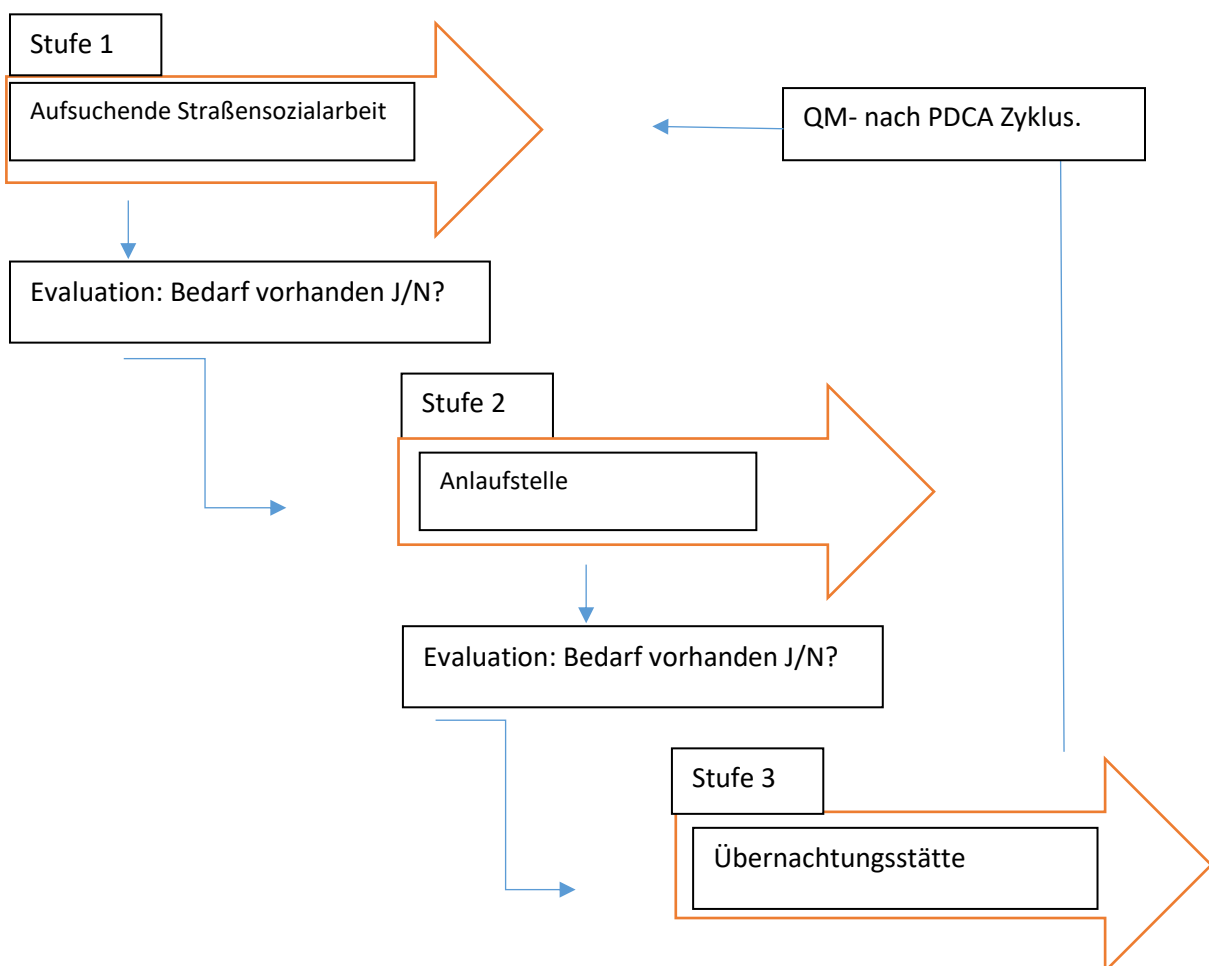 Stufe 1
Aufsuchende Straßensozialarbeit
QM- nach PDCA Zyklus.
Evaluation: Bedarf vorhanden J/N?
Stufe 2
Anlaufstelle
Evaluation: Bedarf vorhanden J/N?
Stufe 3
Übernachtungsstätte